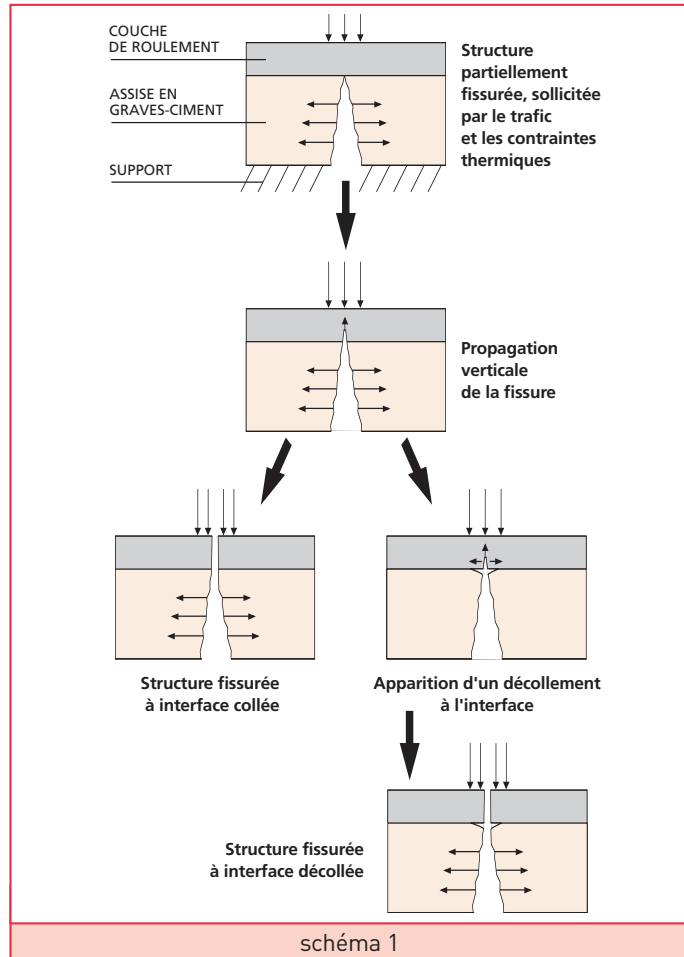 COUCHE
DE ROULEMENT
ASSISE EN
GRAVES-CIMENT
SUPPORT
Structure
partiellement
fissurée, sollicitée
par le trafic
et les contraintes
thermiques
Propagation
verticale
de la fissure
Structure fissurée
à interface collée
Apparition d'un décollement
à l'interface
Structure fissurée
à interface décollée
schéma 1